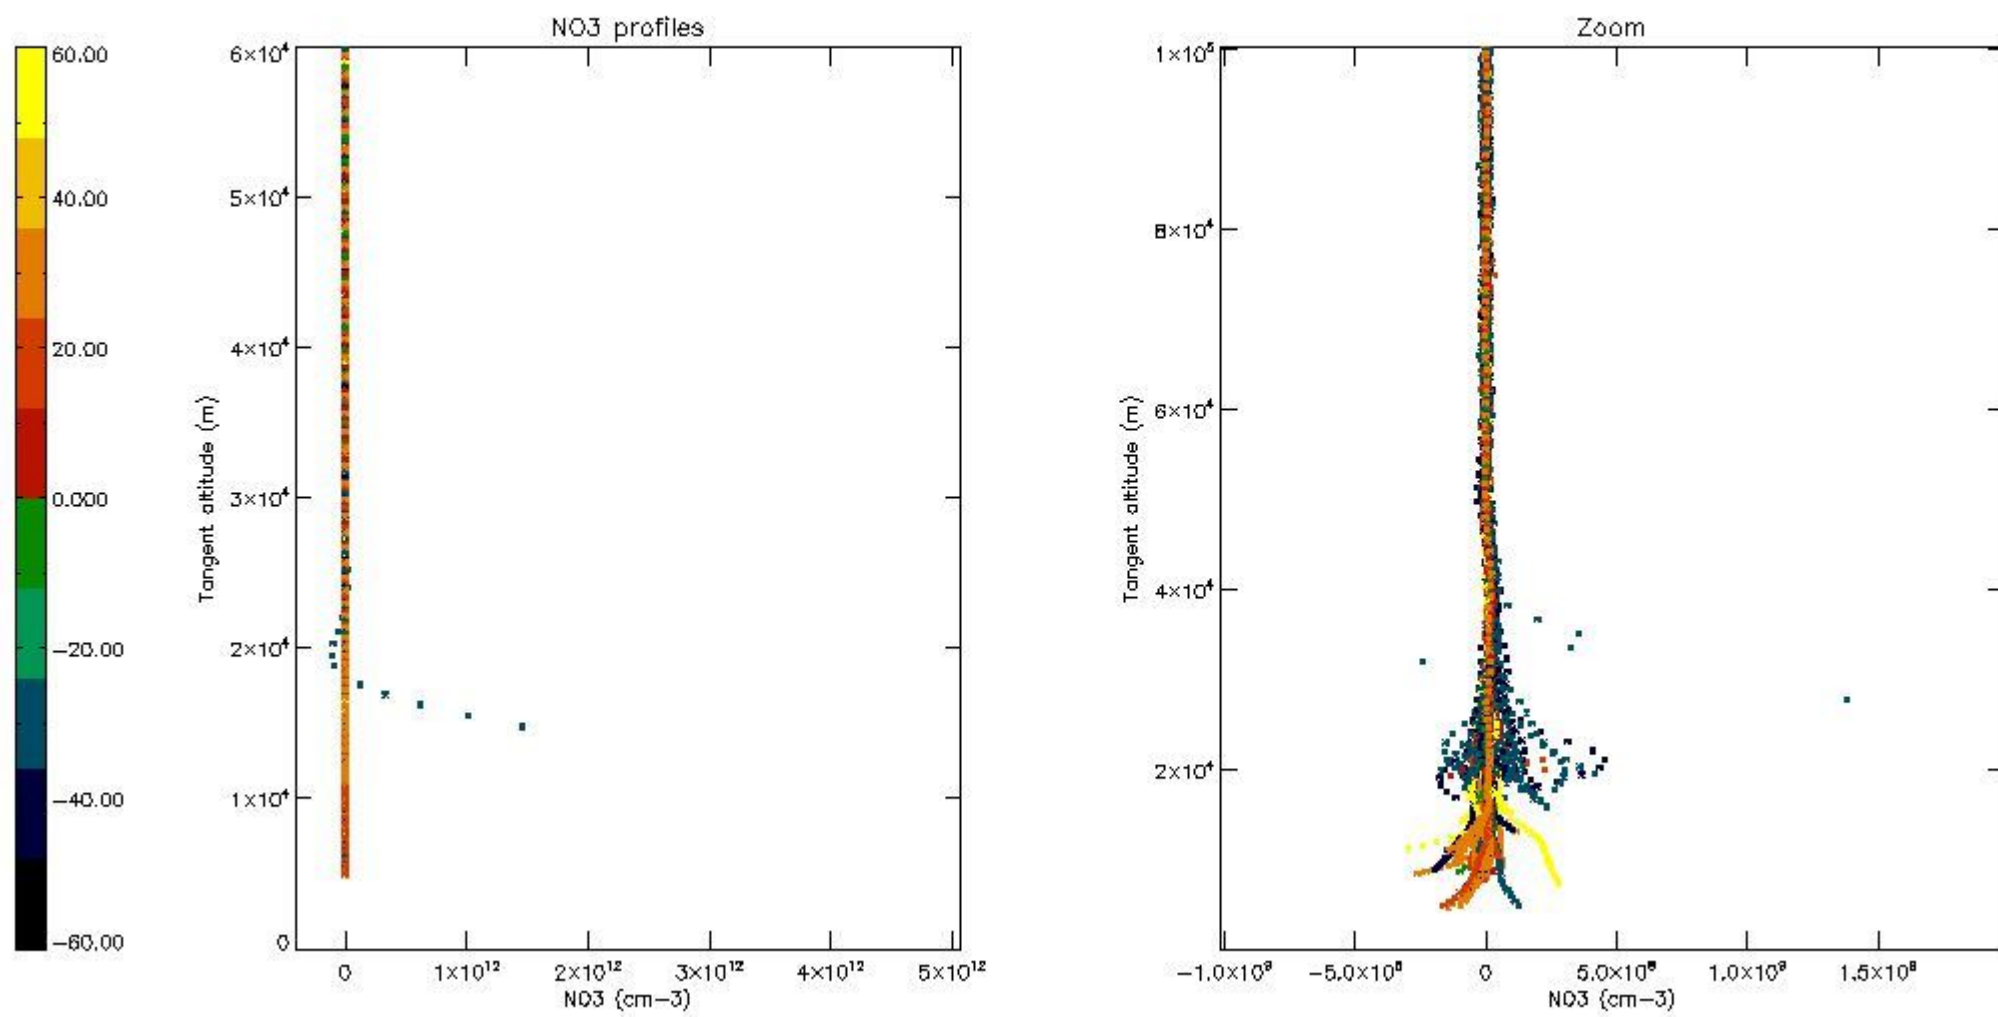 NO3 profiles
60.00
40.00
20.00
0.000
−20.00
−40.00
−60.00
Tangent altitude (m)
6×10⁴
5×10⁴
4×10⁴
3×10⁴
2×10⁴
1×10⁴
0
0 1×10¹² 2×10¹² 3×10¹² 4×10¹² 5×10¹²
NO3 (cm−3)
Zoom
Tangent altitude (m)
1×10⁵
8×10⁴
6×10⁴
4×10⁴
2×10⁴
−1.0×10⁹ −5.0×10⁸ 0 5.0×10⁸ 1.0×10⁹ 1.5×10⁹
NO3 (cm−3)